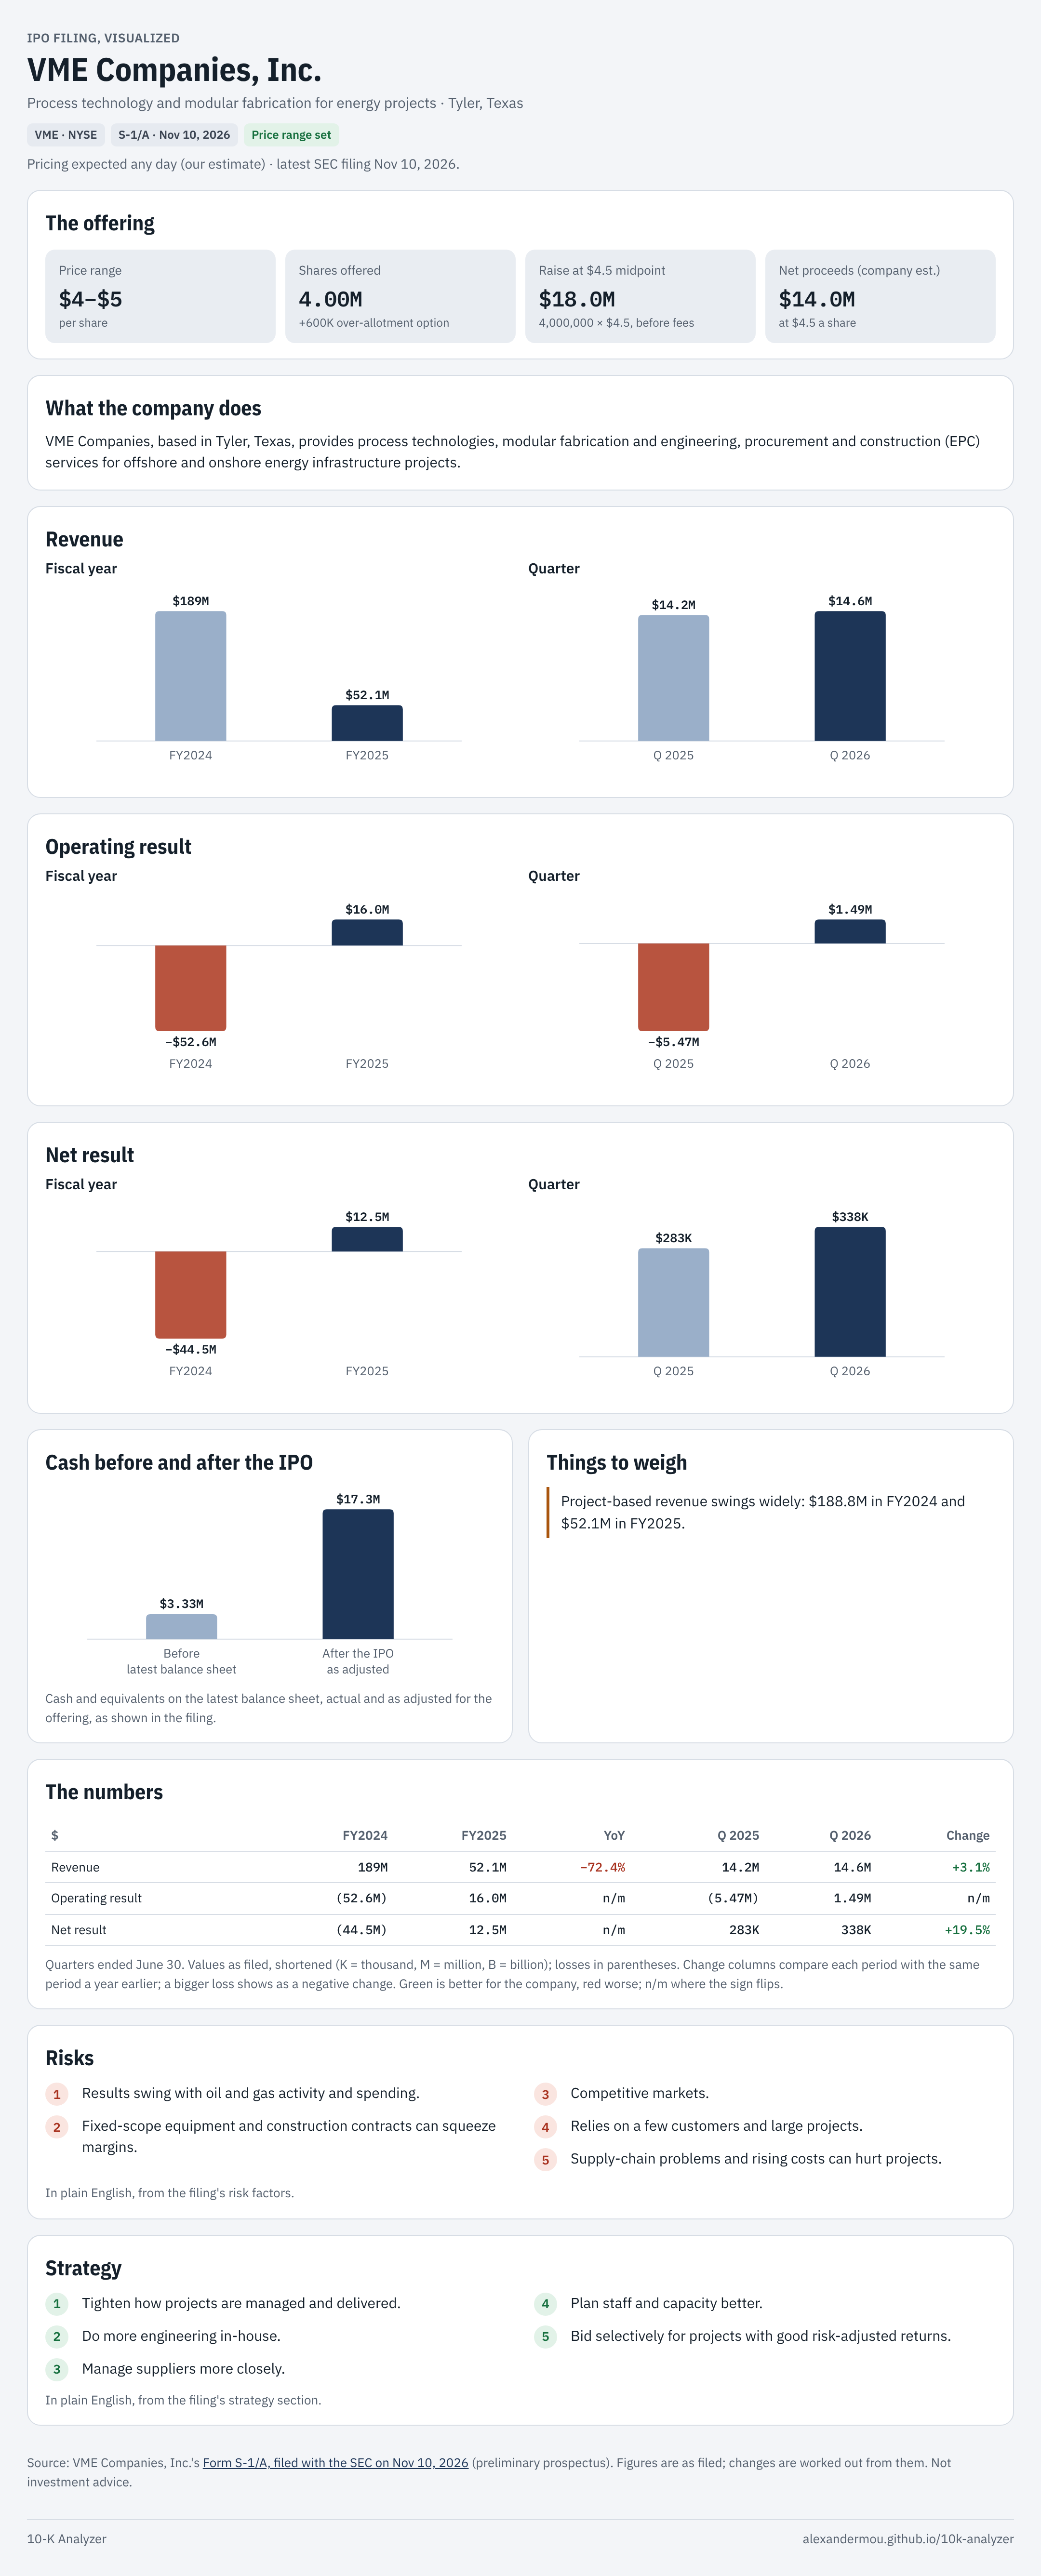 IPO FILING, VISUALIZED
VME Companies, Inc.
Process technology and modular fabrication for energy projects · Tyler, Texas
VME · NYSE
S-1/A · Nov 10, 2026
Price range set
Pricing expected any day (our estimate) · latest SEC filing Nov 10, 2026.
The offering
Price range
$4–$5
per share
Shares offered
4.00M
+600K over-allotment option
Raise at $4.5 midpoint
$18.0M
4,000,000 × $4.5, before fees
Net proceeds (company est.)
$14.0M
at $4.5 a share
What the company does
VME Companies, based in Tyler, Texas, provides process technologies, modular fabrication and engineering, procurement and construction (EPC)
services for offshore and onshore energy infrastructure projects.
Revenue
Fiscal year
$189M
$52.1M
FY2024
FY2025
Quarter
$14.2M
$14.6M
Q 2025
Q 2026
Operating result
Fiscal year
$16.0M
−$52.6M
FY2024
FY2025
Quarter
$1.49M
−$5.47M
Q 2025
Q 2026
Net result
Fiscal year
$12.5M
−$44.5M
FY2024
FY2025
Quarter
$283K
$338K
Q 2025
Q 2026
Cash before and after the IPO
$17.3M
$3.33M
Before
latest balance sheet
After the IPO
as adjusted
Cash and equivalents on the latest balance sheet, actual and as adjusted for the
offering, as shown in the filing.
Things to weigh
Project-based revenue swings widely: $188.8M in FY2024 and
$52.1M in FY2025.
The numbers
$ FY2024 FY2025 YoY Q 2025 Q 2026 Change
Revenue 189M 52.1M −72.4% 14.2M 14.6M +3.1%
Operating result (52.6M) 16.0M n/m (5.47M) 1.49M n/m
Net result (44.5M) 12.5M n/m 283K 338K +19.5%
Quarters ended June 30. Values as filed, shortened (K = thousand, M = million, B = billion); losses in parentheses. Change columns compare each period with the same
period a year earlier; a bigger loss shows as a negative change. Green is better for the company, red worse; n/m where the sign flips.
Risks
1 Results swing with oil and gas activity and spending.
2 Fixed-scope equipment and construction contracts can squeeze
margins.
3 Competitive markets.
4 Relies on a few customers and large projects.
5 Supply-chain problems and rising costs can hurt projects.
In plain English, from the filing's risk factors.
Strategy
1 Tighten how projects are managed and delivered.
2 Do more engineering in-house.
3 Manage suppliers more closely.
4 Plan staff and capacity better.
5 Bid selectively for projects with good risk-adjusted returns.
In plain English, from the filing's strategy section.
Source: VME Companies, Inc.'s Form S-1/A, filed with the SEC on Nov 10, 2026 (preliminary prospectus). Figures are as filed; changes are worked out from them. Not
investment advice.
10-K Analyzer
alexandermou.github.io/10k-analyzer